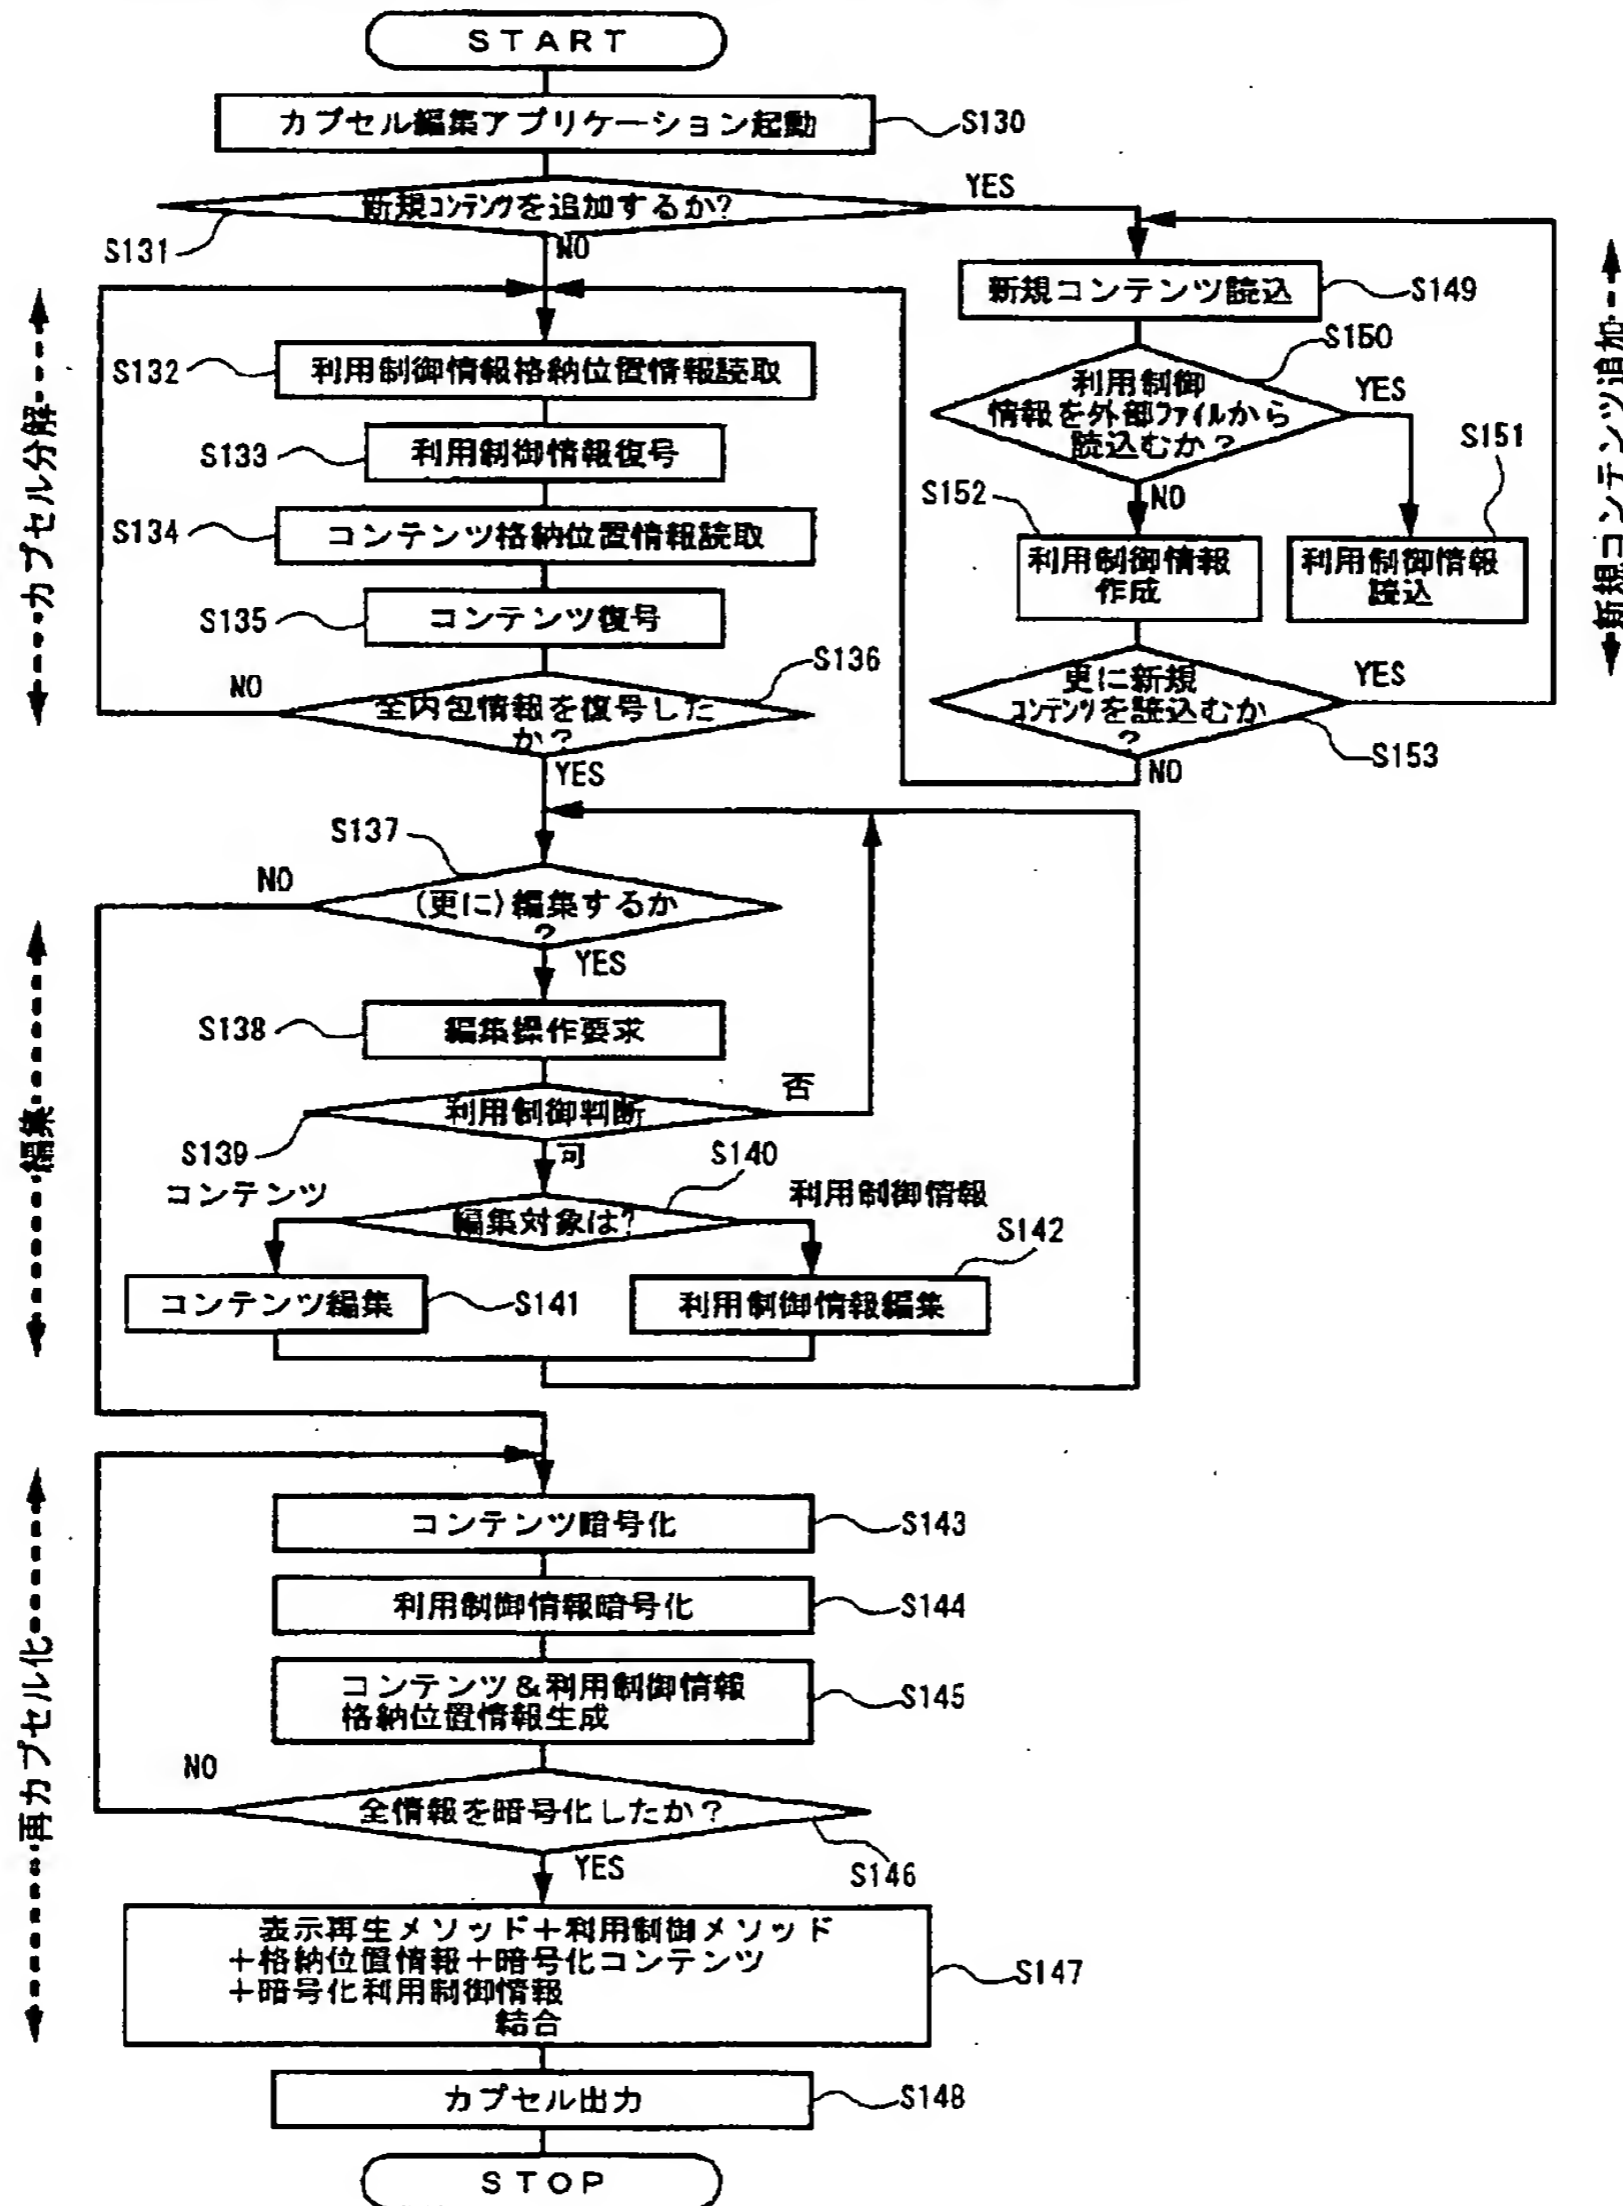 START
カプセル編集アプリケーション起動
S130
新規コンテンツを追加するか?
YES
S131
NO
新規コンテンツ読込
S149
S150
利用制御
情報を外部ファイルから
読込むか?
YES
S151
S152
NO
利用制御情報
作成
利用制御情報
読込
更に新規
コンテンツを読込むか
?
YES
S153
NO
新規コンテンツ追加
S132
利用制御情報格納位置情報読取
S133
利用制御情報復号
S134
コンテンツ格納位置情報読取
S135
コンテンツ復号
S136
NO
全内包情報を復号した
か?
YES
カプセル分解
S137
NO
(更に)編集するか
?
YES
S138
編集操作要求
否
利用制御判断
S139
可
S140
コンテンツ
利用制御情報
編集対象は?
S142
コンテンツ編集
S141
利用制御情報編集
編集
コンテンツ暗号化
S143
利用制御情報暗号化
S144
コンテンツ&利用制御情報
格納位置情報生成
S145
NO
全情報を暗号化したか?
S146
YES
表示再生メソッド+利用制御メソッド
+格納位置情報+暗号化コンテンツ
+暗号化利用制御情報
結合
S147
再カプセル化
カプセル出力
S148
STOP